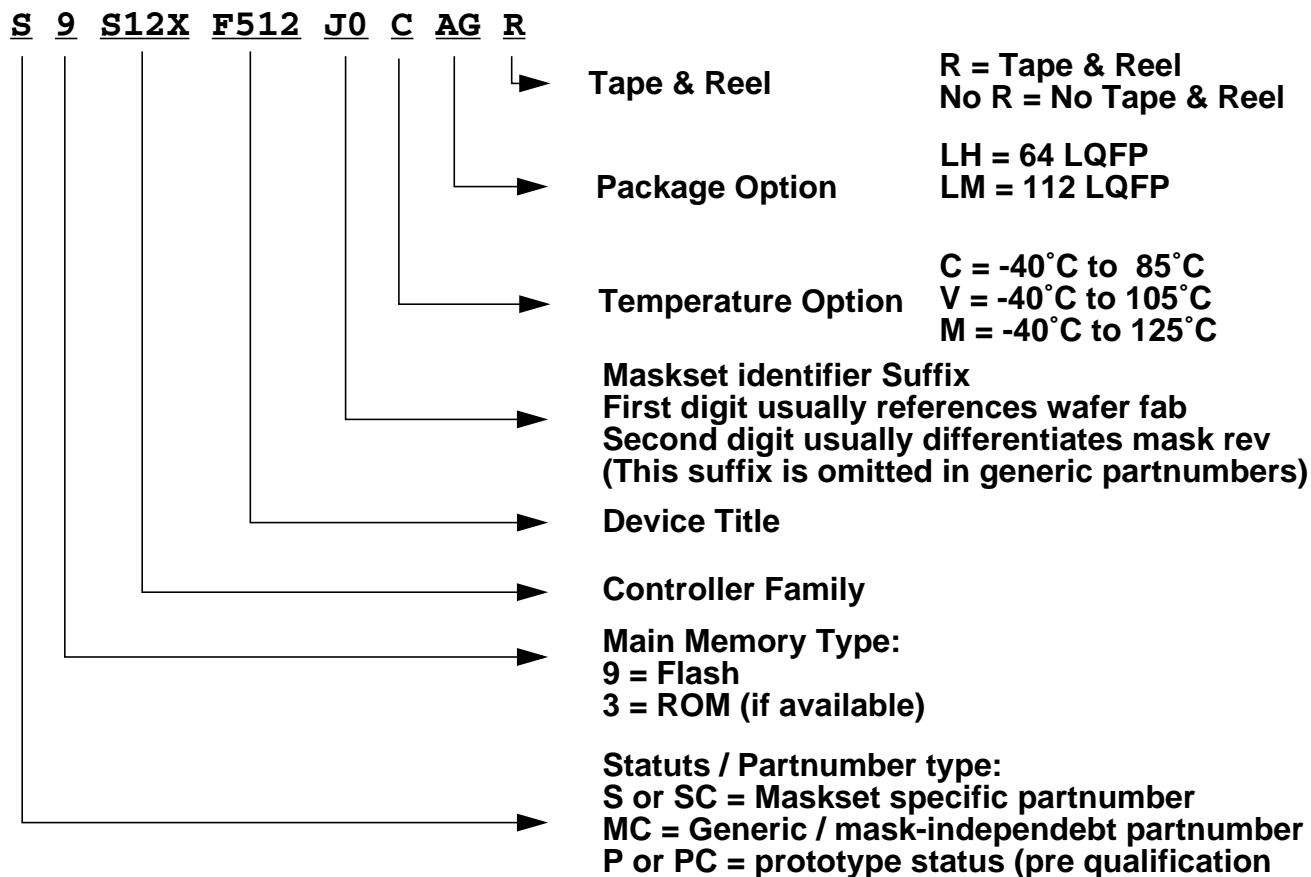 S 9 S12X F512 J0 C AG R
Tape & Reel
R = Tape & Reel
No R = No Tape & Reel
Package Option
LH = 64 LQFP
LM = 112 LQFP
Temperature Option
C = -40˚C to 85˚C
V = -40˚C to 105˚C
M = -40˚C to 125˚C
Maskset identifier Suffix
First digit usually references wafer fab
Second digit usually differentiates mask rev
(This suffix is omitted in generic partnumbers)
Device Title
Controller Family
Main Memory Type:
9 = Flash
3 = ROM (if available)
Statuts / Partnumber type:
S or SC = Maskset specific partnumber
MC = Generic / mask-independebt partnumber
P or PC = prototype status (pre qualification